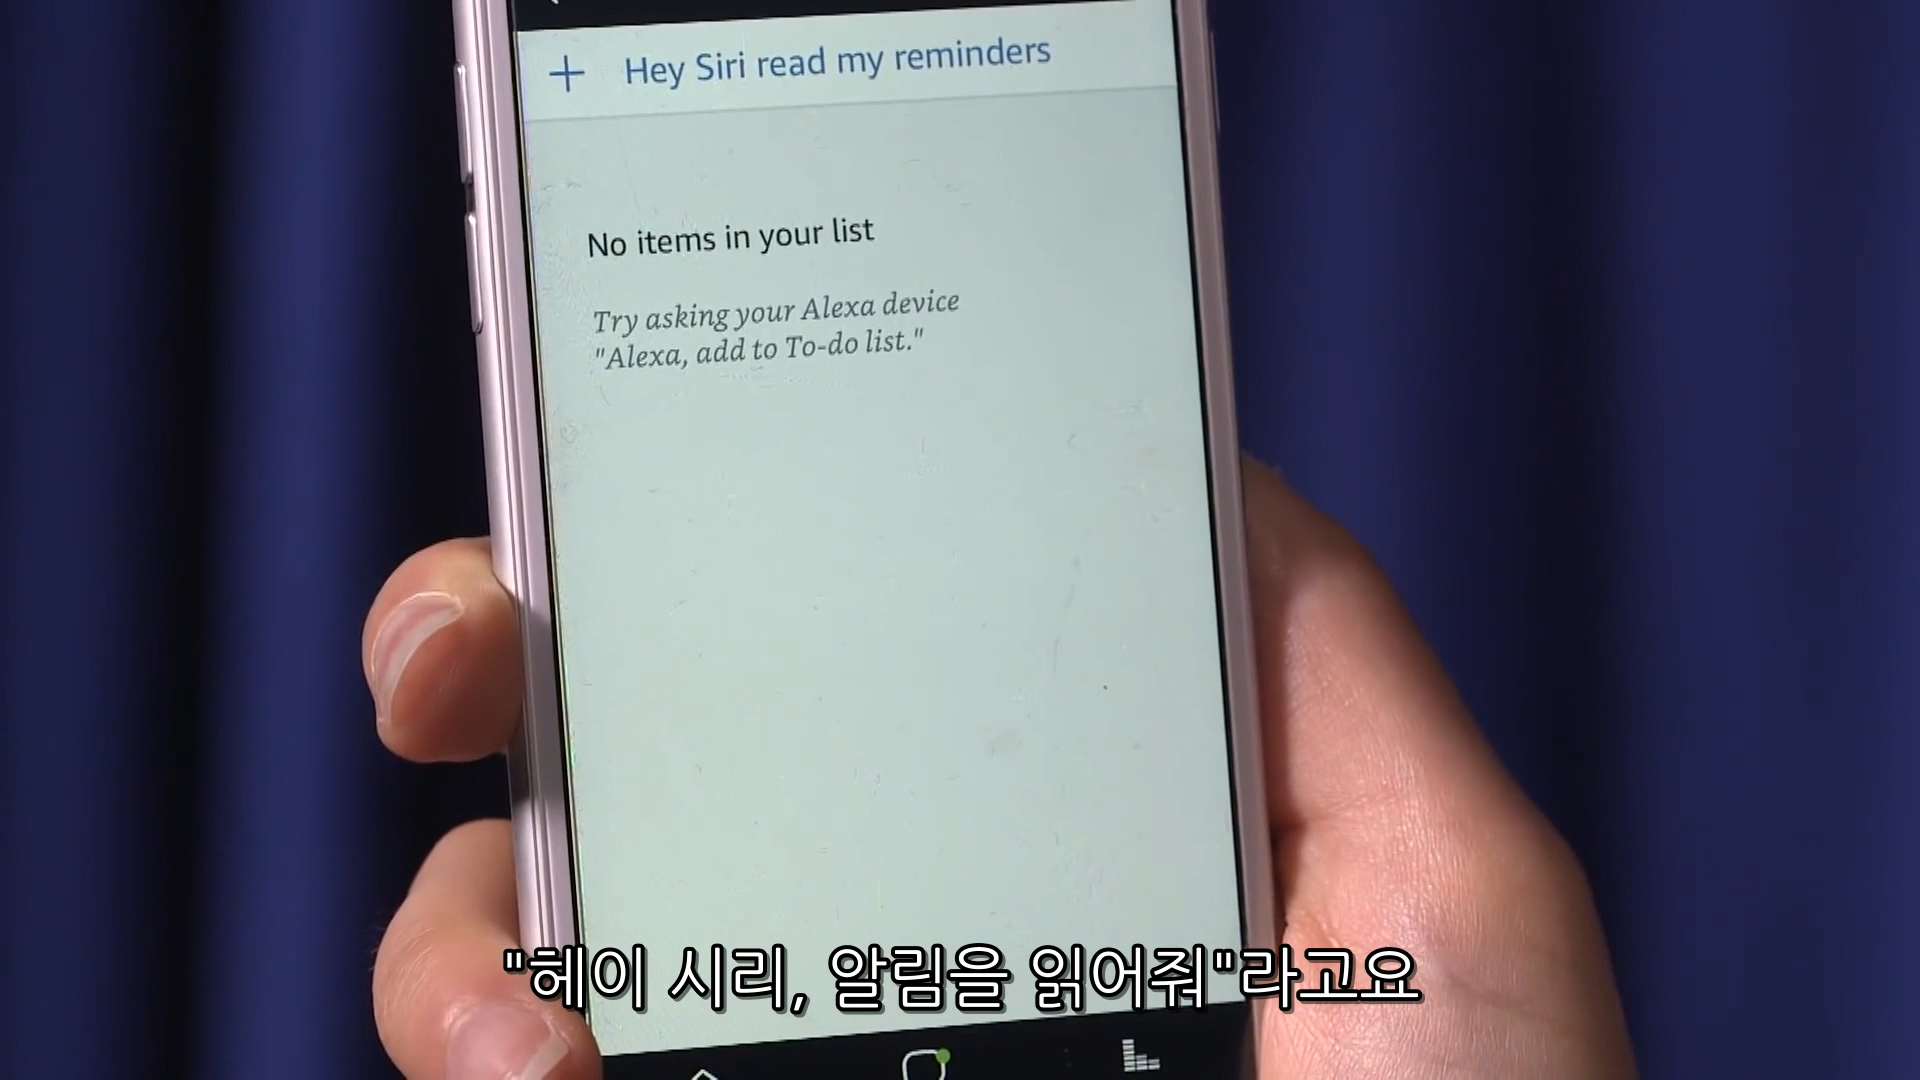 Hey Siri read my reminders
No items in your list
Try asking your Alexa device
"Alexa, add to To-do list."
"헤이 시리, 알림을 읽어줘"라고요